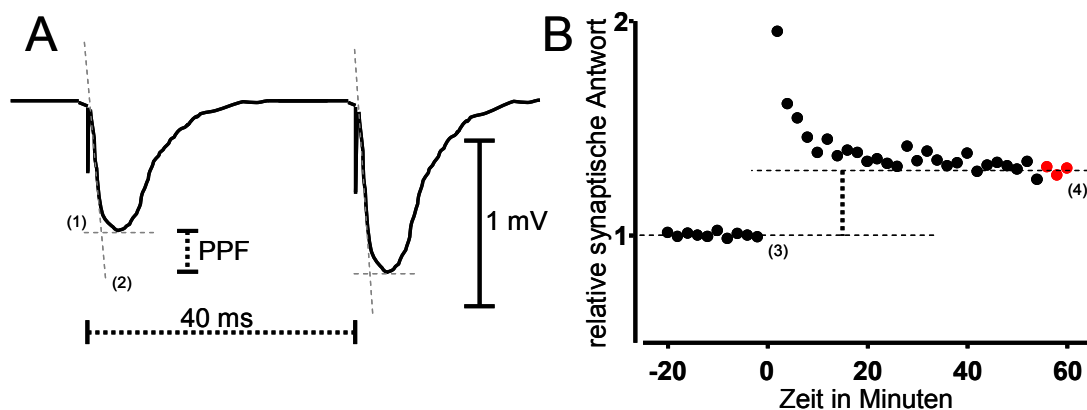 A
(1)
(2)
PPF
40 ms
1 mV
B
relative synaptische Antwort
2
1
(3)
(4)
-20 0 20 40 60
Zeit in Minuten